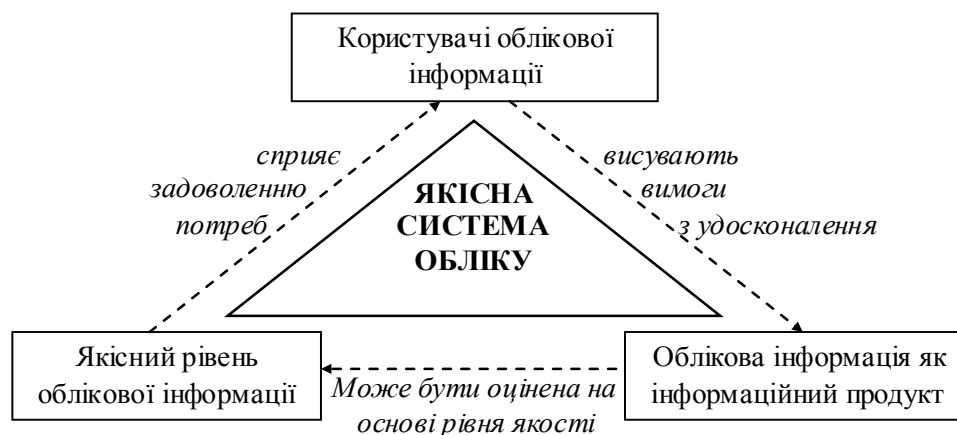 Користувачі облікової
інформації
сприяє
задоволенню
потреб
висувають
вимоги
з удосконалення
ЯКІСНА
СИСТЕМА
ОБЛІКУ
Якісний рівень
облікової інформації
Може бути оцінена на
основі рівня якості
Облікова інформація як
інформаційний продукт